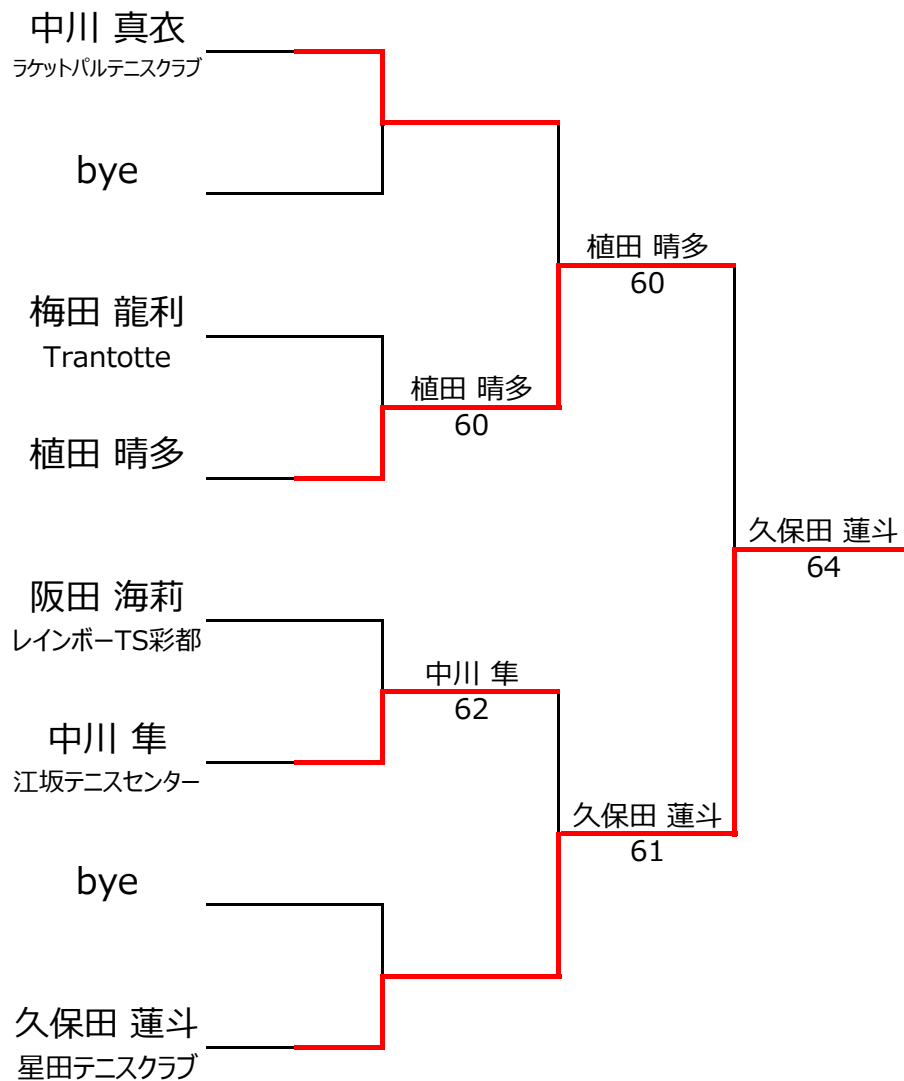 中川 真衣
ラケットパルテニスクラブ
bye
梅田 龍利
Trantotte
植田 晴多
阪田 海莉
レインボーTS彩都
中川 隼
江坂テニスセンター
bye
久保田 蓮斗
星田テニスクラブ
植田 晴多
60
中川 隼
62
植田 晴多
60
久保田 蓮斗
61
久保田 蓮斗
64